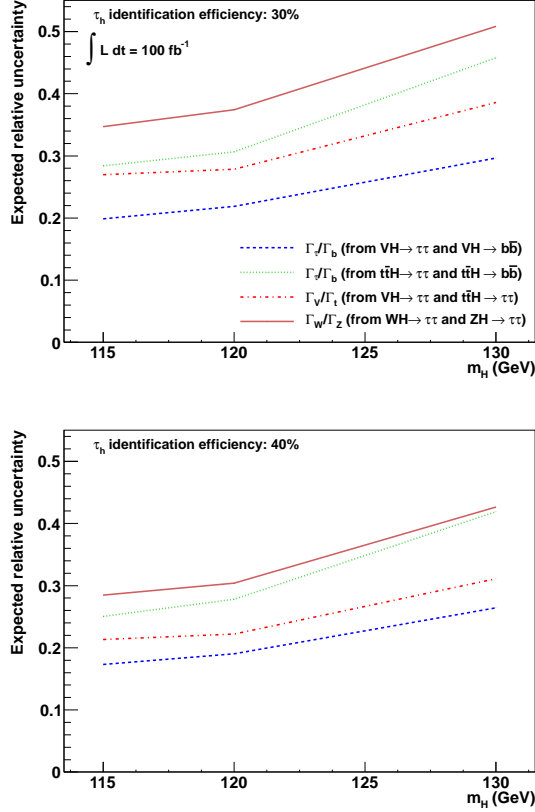 τh identification efficiency: 30%
∫ L dt = 100 fb-1
Expected relative uncertainty
0.5
0.4
0.3
0.2
0.1
0
Γτ/Γb (from VH→ ττ and VH→ bb̄)
Γτ/Γb (from tt̄H→ ττ and tt̄H→ bb̄)
ΓV/Γt (from VH→ ττ and tt̄H→ ττ)
ΓW/ΓZ (from WH→ ττ and ZH→ ττ)
115 120 125 130
mH (GeV)
τh identification efficiency: 40%
Expected relative uncertainty
0.5
0.4
0.3
0.2
0.1
0
115 120 125 130
mH (GeV)